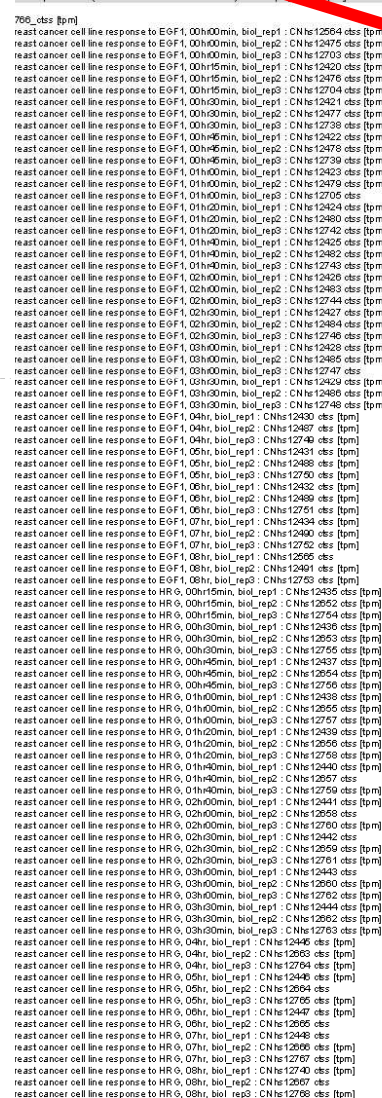 766_ctss [tpm]
reast cancer cell line response to EGF1, 00hr00min, biol_rep1 : CNhs12564 ctss [tpm
reast cancer cell line response to EGF1, 00hr00min, biol_rep2 : CNhs12475 ctss [tpm
reast cancer cell line response to EGF1, 00hr00min, biol_rep3 : CNhs12703 ctss [tpm
reast cancer cell line response to EGF1, 00hr15min, biol_rep1 : CNhs12420 ctss [tpm
reast cancer cell line response to EGF1, 00hr15min, biol_rep2 : CNhs12476 ctss [tpm
reast cancer cell line response to EGF1, 00hr15min, biol_rep3 : CNhs12704 ctss [tpm
reast cancer cell line response to EGF1, 00hr30min, biol_rep1 : CNhs12421 ctss [tpm
reast cancer cell line response to EGF1, 00hr30min, biol_rep2 : CNhs12477 ctss [tpm
reast cancer cell line response to EGF1, 00hr30min, biol_rep3 : CNhs12738 ctss [tpm
reast cancer cell line response to EGF1, 00hr45min, biol_rep1 : CNhs12422 ctss [tpm
reast cancer cell line response to EGF1, 00hr45min, biol_rep2 : CNhs12478 ctss [tpm
reast cancer cell line response to EGF1, 00hr45min, biol_rep3 : CNhs12739 ctss [tpm
reast cancer cell line response to EGF1, 01hr00min, biol_rep1 : CNhs12423 ctss [tpm
reast cancer cell line response to EGF1, 01hr00min, biol_rep2 : CNhs12479 ctss [tpm
reast cancer cell line response to EGF1, 01hr00min, biol_rep3 : CNhs12705 ctss
reast cancer cell line response to EGF1, 01hr20min, biol_rep1 : CNhs12424 ctss [tpm
reast cancer cell line response to EGF1, 01hr20min, biol_rep2 : CNhs12480 ctss [tpm
reast cancer cell line response to EGF1, 01hr20min, biol_rep3 : CNhs12742 ctss [tpm
reast cancer cell line response to EGF1, 01hr40min, biol_rep1 : CNhs12425 ctss [tpm
reast cancer cell line response to EGF1, 01hr40min, biol_rep2 : CNhs12482 ctss [tpm
reast cancer cell line response to EGF1, 01hr40min, biol_rep3 : CNhs12743 ctss [tpm
reast cancer cell line response to EGF1, 02hr00min, biol_rep1 : CNhs12426 ctss [tpm
reast cancer cell line response to EGF1, 02hr00min, biol_rep2 : CNhs12483 ctss [tpm
reast cancer cell line response to EGF1, 02hr00min, biol_rep3 : CNhs12744 ctss [tpm
reast cancer cell line response to EGF1, 02hr30min, biol_rep1 : CNhs12427 ctss [tpm
reast cancer cell line response to EGF1, 02hr30min, biol_rep2 : CNhs12484 ctss [tpm
reast cancer cell line response to EGF1, 02hr30min, biol_rep3 : CNhs12746 ctss [tpm
reast cancer cell line response to EGF1, 03hr00min, biol_rep1 : CNhs12428 ctss [tpm
reast cancer cell line response to EGF1, 03hr00min, biol_rep2 : CNhs12485 ctss [tpm
reast cancer cell line response to EGF1, 03hr00min, biol_rep3 : CNhs12747 ctss
reast cancer cell line response to EGF1, 03hr30min, biol_rep1 : CNhs12429 ctss [tpm
reast cancer cell line response to EGF1, 03hr30min, biol_rep2 : CNhs12486 ctss [tpm
reast cancer cell line response to EGF1, 03hr30min, biol_rep3 : CNhs12748 ctss [tpm
reast cancer cell line response to EGF1, 04hr, biol_rep1 : CNhs12430 ctss [tpm]
reast cancer cell line response to EGF1, 04hr, biol_rep2 : CNhs12487 ctss [tpm]
reast cancer cell line response to EGF1, 04hr, biol_rep3 : CNhs12749 ctss [tpm]
reast cancer cell line response to EGF1, 05hr, biol_rep1 : CNhs12431 ctss [tpm]
reast cancer cell line response to EGF1, 05hr, biol_rep2 : CNhs12488 ctss [tpm]
reast cancer cell line response to EGF1, 05hr, biol_rep3 : CNhs12750 ctss [tpm]
reast cancer cell line response to EGF1, 06hr, biol_rep1 : CNhs12432 ctss [tpm]
reast cancer cell line response to EGF1, 06hr, biol_rep2 : CNhs12489 ctss [tpm]
reast cancer cell line response to EGF1, 06hr, biol_rep3 : CNhs12751 ctss [tpm]
reast cancer cell line response to EGF1, 07hr, biol_rep1 : CNhs12434 ctss [tpm]
reast cancer cell line response to EGF1, 07hr, biol_rep2 : CNhs12490 ctss [tpm]
reast cancer cell line response to EGF1, 07hr, biol_rep3 : CNhs12752 ctss [tpm]
reast cancer cell line response to EGF1, 08hr, biol_rep1 : CNhs12565 ctss
reast cancer cell line response to EGF1, 08hr, biol_rep2 : CNhs12491 ctss [tpm]
reast cancer cell line response to EGF1, 08hr, biol_rep3 : CNhs12753 ctss [tpm]
reast cancer cell line response to HRG, 00hr15min, biol_rep1 : CNhs12435 ctss [tpm]
reast cancer cell line response to HRG, 00hr15min, biol_rep2 : CNhs12652 ctss [tpm]
reast cancer cell line response to HRG, 00hr15min, biol_rep3 : CNhs12754 ctss [tpm]
reast cancer cell line response to HRG, 00hr30min, biol_rep1 : CNhs12436 ctss [tpm]
reast cancer cell line response to HRG, 00hr30min, biol_rep2 : CNhs12653 ctss [tpm]
reast cancer cell line response to HRG, 00hr30min, biol_rep3 : CNhs12755 ctss [tpm]
reast cancer cell line response to HRG, 00hr45min, biol_rep1 : CNhs12437 ctss [tpm]
reast cancer cell line response to HRG, 00hr45min, biol_rep2 : CNhs12654 ctss [tpm]
reast cancer cell line response to HRG, 00hr45min, biol_rep3 : CNhs12756 ctss [tpm]
reast cancer cell line response to HRG, 01hr00min, biol_rep1 : CNhs12438 ctss [tpm]
reast cancer cell line response to HRG, 01hr00min, biol_rep2 : CNhs12655 ctss [tpm]
reast cancer cell line response to HRG, 01hr00min, biol_rep3 : CNhs12757 ctss [tpm]
reast cancer cell line response to HRG, 01hr20min, biol_rep1 : CNhs12439 ctss [tpm]
reast cancer cell line response to HRG, 01hr20min, biol_rep2 : CNhs12656 ctss [tpm]
reast cancer cell line response to HRG, 01hr20min, biol_rep3 : CNhs12758 ctss [tpm]
reast cancer cell line response to HRG, 01hr40min, biol_rep1 : CNhs12440 ctss [tpm]
reast cancer cell line response to HRG, 01hr40min, biol_rep2 : CNhs12657 ctss
reast cancer cell line response to HRG, 01hr40min, biol_rep3 : CNhs12759 ctss [tpm]
reast cancer cell line response to HRG, 02hr00min, biol_rep1 : CNhs12441 ctss [tpm]
reast cancer cell line response to HRG, 02hr00min, biol_rep2 : CNhs12658 ctss
reast cancer cell line response to HRG, 02hr00min, biol_rep3 : CNhs12760 ctss [tpm]
reast cancer cell line response to HRG, 02hr30min, biol_rep1 : CNhs12442 ctss
reast cancer cell line response to HRG, 02hr30min, biol_rep2 : CNhs12659 ctss [tpm]
reast cancer cell line response to HRG, 02hr30min, biol_rep3 : CNhs12761 ctss [tpm]
reast cancer cell line response to HRG, 03hr00min, biol_rep1 : CNhs12443 ctss
reast cancer cell line response to HRG, 03hr00min, biol_rep2 : CNhs12660 ctss [tpm]
reast cancer cell line response to HRG, 03hr00min, biol_rep3 : CNhs12762 ctss [tpm]
reast cancer cell line response to HRG, 03hr30min, biol_rep1 : CNhs12444 ctss [tpm]
reast cancer cell line response to HRG, 03hr30min, biol_rep2 : CNhs12662 ctss [tpm]
reast cancer cell line response to HRG, 03hr30min, biol_rep3 : CNhs12763 ctss [tpm]
reast cancer cell line response to HRG, 04hr, biol_rep1 : CNhs12445 ctss [tpm]
reast cancer cell line response to HRG, 04hr, biol_rep2 : CNhs12663 ctss [tpm]
reast cancer cell line response to HRG, 04hr, biol_rep3 : CNhs12764 ctss [tpm]
reast cancer cell line response to HRG, 05hr, biol_rep1 : CNhs12446 ctss [tpm]
reast cancer cell line response to HRG, 05hr, biol_rep2 : CNhs12664 ctss
reast cancer cell line response to HRG, 05hr, biol_rep3 : CNhs12765 ctss [tpm]
reast cancer cell line response to HRG, 06hr, biol_rep1 : CNhs12447 ctss [tpm]
reast cancer cell line response to HRG, 06hr, biol_rep2 : CNhs12665 ctss
reast cancer cell line response to HRG, 07hr, biol_rep1 : CNhs12448 ctss
reast cancer cell line response to HRG, 07hr, biol_rep2 : CNhs12666 ctss [tpm]
reast cancer cell line response to HRG, 07hr, biol_rep3 : CNhs12767 ctss [tpm]
reast cancer cell line response to HRG, 08hr, biol_rep1 : CNhs12740 ctss [tpm]
reast cancer cell line response to HRG, 08hr, biol_rep2 : CNhs12667 ctss
reast cancer cell line response to HRG, 08hr, biol_rep3 : CNhs12768 ctss [tpm]